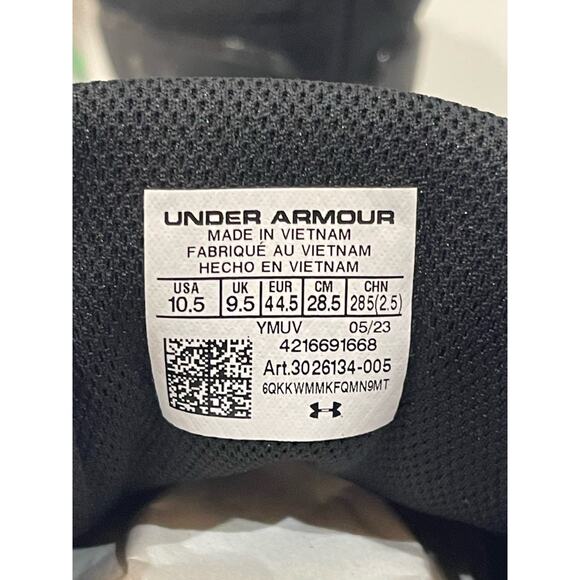 UNDER ARMOUR
MADE IN VIETNAM
FABRIQUÉ AU VIETNAM
HECHO EN VIETNAM
USA UK EUR CM CHN
10.5 9.5 44.5 28.5 285(2.5)
YMUV 05/23
4216691668
Art.3026134-005
6QKKWMMKFQMN9MT